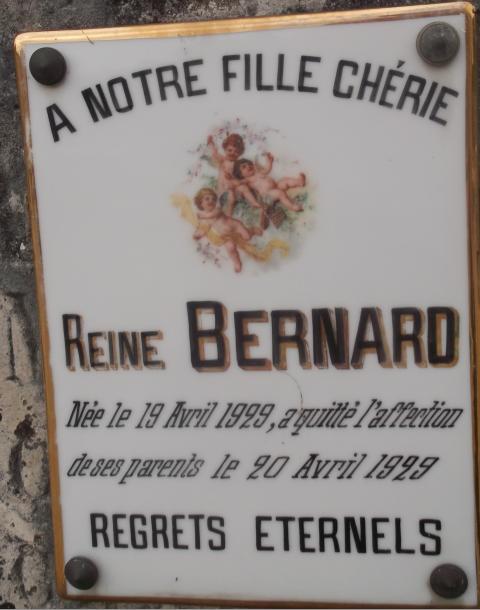 A NOTRE FILLE CHÉRIE
REINE BERNARD
Née le 19 Avril 1929, a quitté l'affection
de ses parents le 20 Avril 1929
REGRETS ETERNELS